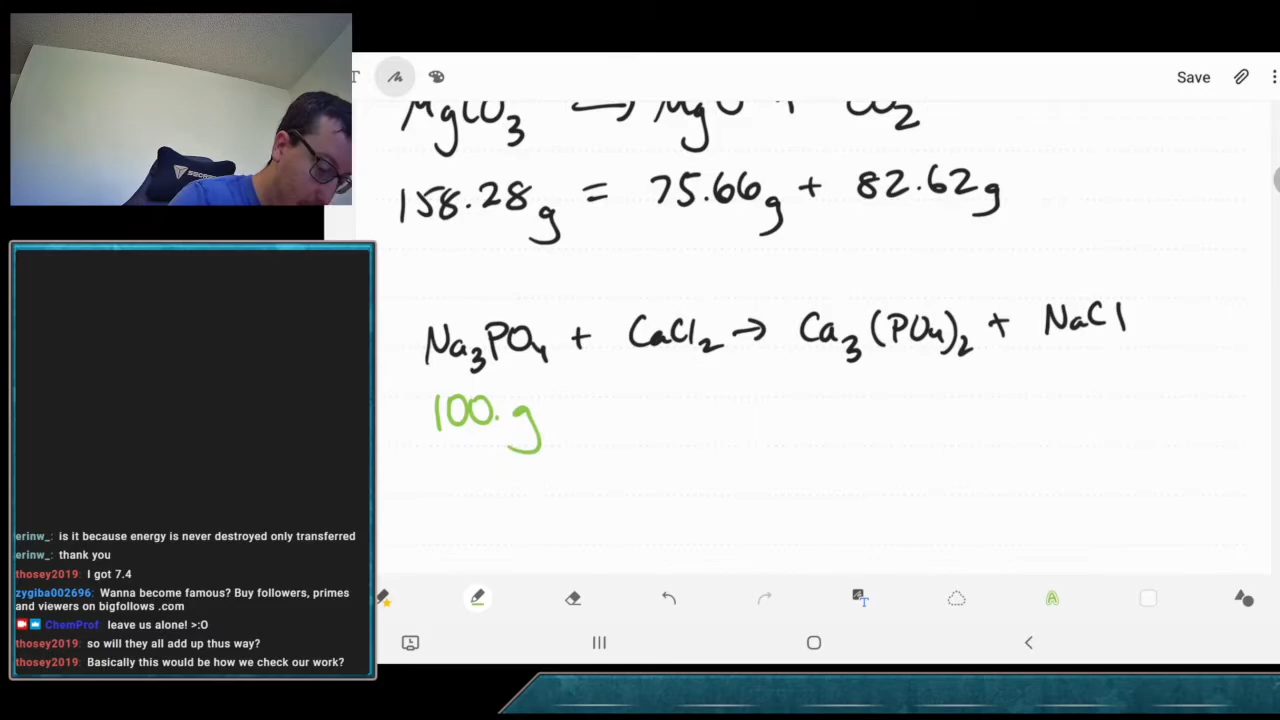 T Save
MgCO3 → MgO + CO2
158.28g = 75.66g + 82.62g
Na3PO4 + CaCl2 → Ca3(PO4)2 + NaCl
100. g
erinw_: is it because energy is never destroyed only transferred
erinw_: thank you
thosey2019: I got 7.4
zygiba002696: Wanna become famous? Buy followers, primes
and viewers on bigfollows .com
ChemProf: leave us alone! >:O
thosey2019: so will they all add up thus way?
thosey2019: Basically this would be how we check our work?